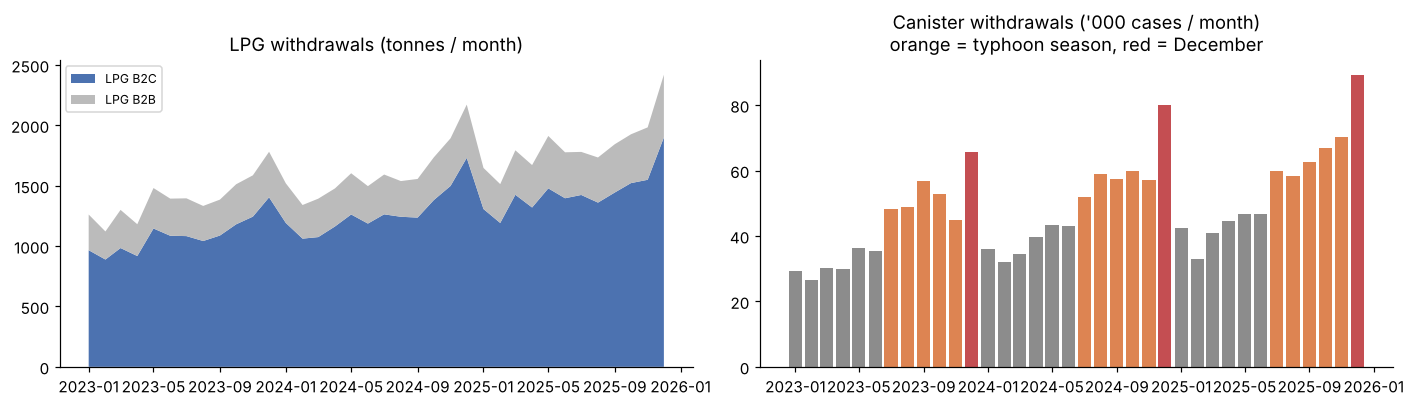 LPG withdrawals (tonnes / month)
2500
2000
1500
1000
500
0
LPG B2C
LPG B2B
2023-01 2023-05 2023-09 2024-01 2024-05 2024-09 2025-01 2025-05 2025-09 2026-01
Canister withdrawals ('000 cases / month)
orange = typhoon season, red = December
80
60
40
20
0
2023-01 2023-05 2023-09 2024-01 2024-05 2024-09 2025-01 2025-05 2025-09 2026-01